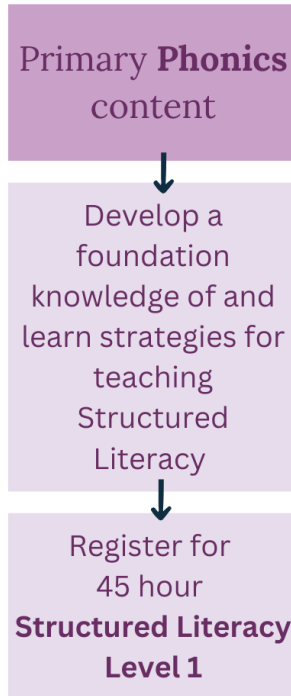 Primary Phonics
content
Develop a
foundation
knowledge of and
learn strategies for
teaching
Structured
Literacy
Register for
45 hour
Structured Literacy
Level 1